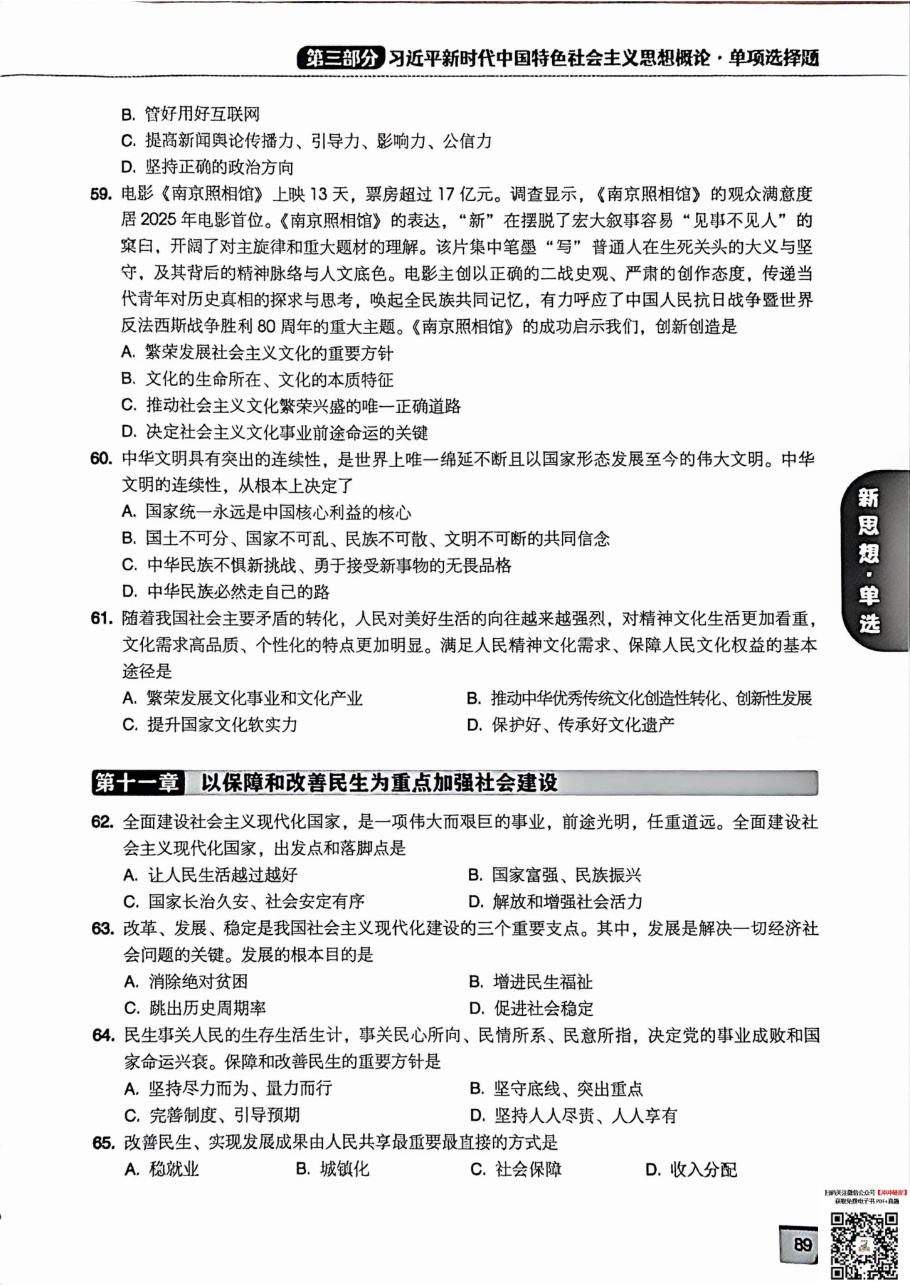 第三部分 习近平新时代中国特色社会主义思想概论·单项选择题
B. 管好用好互联网
C. 提高新闻舆论传播力、引导力、影响力、公信力
D. 坚持正确的政治方向
59. 电影《南京照相馆》上映 13 天，票房超过 17 亿元。调查显示，《南京照相馆》的观众满意度
居 2025 年电影首位。《南京照相馆》的表达，“新”在摆脱了宏大叙事容易“见事不见人”的
窠臼，开阔了对主旋律和重大题材的理解。该片集中笔墨“写”普通人在生死关头的大义与坚
守，及其背后的精神脉络与人文底色。电影主创以正确的二战史观、严肃的创作态度，传递当
代青年对历史真相的探求与思考，唤起全民族共同记忆，有力呼应了中国人民抗日战争暨世界
反法西斯战争胜利 80 周年的重大主题。《南京照相馆》的成功启示我们，创新创造是
A. 繁荣发展社会主义文化的重要方针
B. 文化的生命所在、文化的本质特征
C. 推动社会主义文化繁荣兴盛的唯一正确道路
D. 决定社会主义文化事业前途命运的关键
60. 中华文明具有突出的连续性，是世界上唯一绵延不断且以国家形态发展至今的伟大文明。中华
文明的连续性，从根本上决定了
A. 国家统一永远是中国核心利益的核心
B. 国土不可分、国家不可乱、民族不可散、文明不可断的共同信念
C. 中华民族不惧新挑战、勇于接受新事物的无畏品格
D. 中华民族必然走自己的路
61. 随着我国社会主要矛盾的转化，人民对美好生活的向往越来越强烈，对精神文化生活更加看重，
文化需求高品质、个性化的特点更加明显。满足人民精神文化需求、保障人民文化权益的基本
途径是
A. 繁荣发展文化事业和文化产业 B. 推动中华优秀传统文化创造性转化、创新性发展
C. 提升国家文化软实力 D. 保护好、传承好文化遗产
第十一章 以保障和改善民生为重点加强社会建设
62. 全面建设社会主义现代化国家，是一项伟大而艰巨的事业，前途光明，任重道远。全面建设社
会主义现代化国家，出发点和落脚点是
A. 让人民生活越过越好 B. 国家富强、民族振兴
C. 国家长治久安、社会安定有序 D. 解放和增强社会活力
63. 改革、发展、稳定是我国社会主义现代化建设的三个重要支点。其中，发展是解决一切经济社
会问题的关键。发展的根本目的是
A. 消除绝对贫困 B. 增进民生福祉
C. 跳出历史周期率 D. 促进社会稳定
64. 民生事关人民的生存生活生计，事关民心所向、民情所系、民意所指，决定党的事业成败和国
家命运兴衰。保障和改善民生的重要方针是
A. 坚持尽力而为、量力而行 B. 坚守底线、突出重点
C. 完善制度、引导预期 D. 坚持人人尽责、人人享有
65. 改善民生、实现发展成果由人民共享最重要最直接的方式是
A. 稳就业 B. 城镇化 C. 社会保障 D. 收入分配
新思想·单选
89